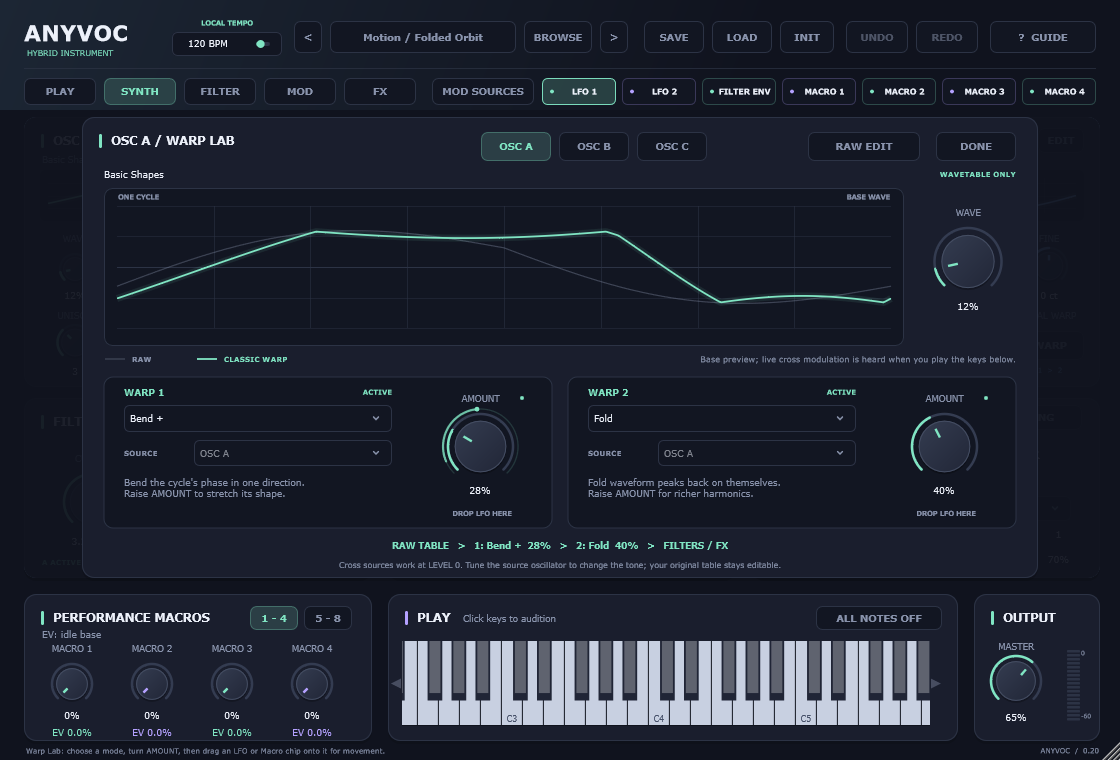 ANYVOC
HYBRID INSTRUMENT
LOCAL TEMPO
120 BPM
< Motion / Folded Orbit BROWSE > SAVE LOAD INIT UNDO REDO ? GUIDE
PLAY SYNTH FILTER MOD FX MOD SOURCES LFO 1 LFO 2 FILTER ENV MACRO 1 MACRO 2 MACRO 3 MACRO 4
OSC A / WARP LAB OSC A OSC B OSC C RAW EDIT DONE
Basic Shapes WAVETABLE ONLY
ONE CYCLE BASE WAVE
WAVE
12%
RAW CLASSIC WARP Base preview; live cross modulation is heard when you play the keys below.
WARP 1 ACTIVE
AMOUNT
Bend +
SOURCE OSC A
Bend the cycle's phase in one direction.
Raise AMOUNT to stretch its shape.
28%
DROP LFO HERE
WARP 2 ACTIVE
AMOUNT
Fold
SOURCE OSC A
Fold waveform peaks back on themselves.
Raise AMOUNT for richer harmonics.
40%
DROP LFO HERE
RAW TABLE > 1: Bend + 28% > 2: Fold 40% > FILTERS / FX
Cross sources work at LEVEL 0. Tune the source oscillator to change the tone; your original table stays editable.
PERFORMANCE MACROS 1 - 4 5 - 8
EV: idle base
MACRO 1 MACRO 2 MACRO 3 MACRO 4
0% 0% 0% 0%
EV 0.0% EV 0.0% EV 0.0% EV 0.0%
PLAY Click keys to audition ALL NOTES OFF
C3 C4 C5
OUTPUT
MASTER
65%
0
-60
Warp Lab: choose a mode, turn AMOUNT, then drag an LFO or Macro chip onto it for movement.
ANYVOC / 0.20